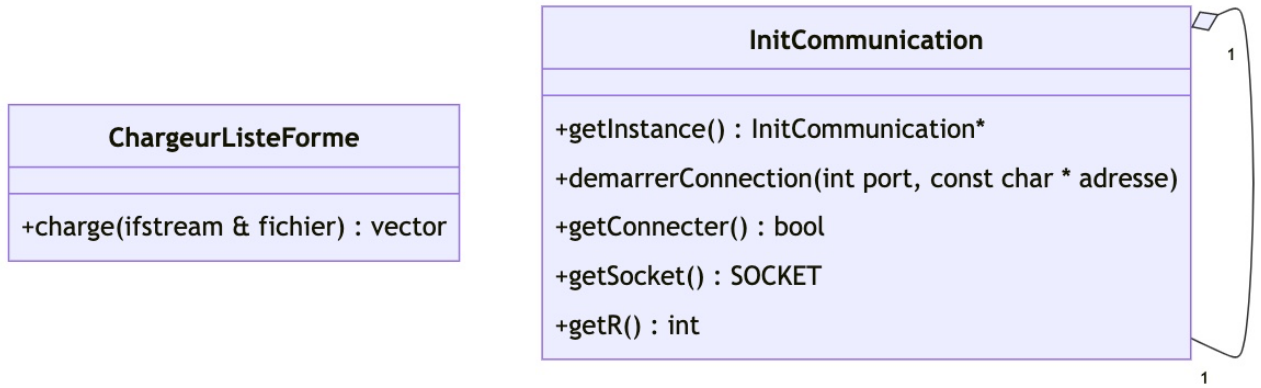 ChargeurListeForme
+charge(ifstream & fichier) : vector
InitCommunication
+getInstance() : InitCommunication*
+demarrerConnection(int port, const char * adresse)
+getConnecter() : bool
+getSocket() : SOCKET
+getR() : int
1
1